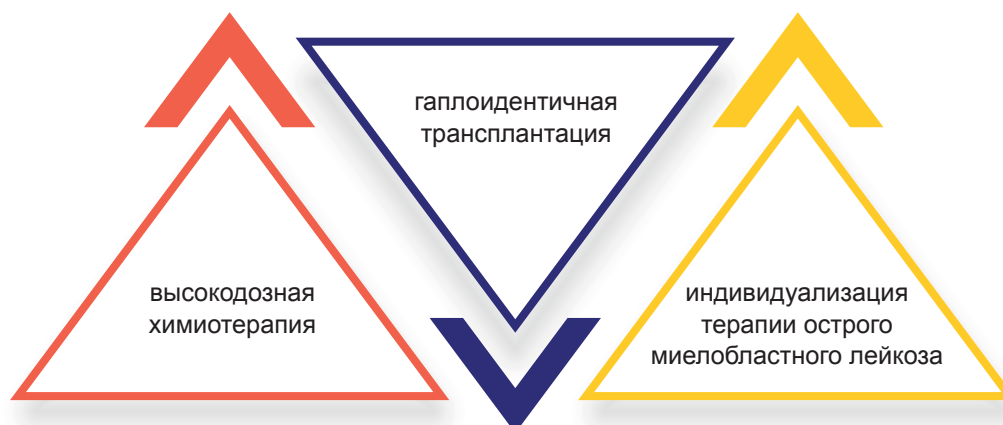 гаплоидентичная
трансплантация
высокодозная
химиотерапия
индивидуализация
терапии острого
миелобластного лейкоза